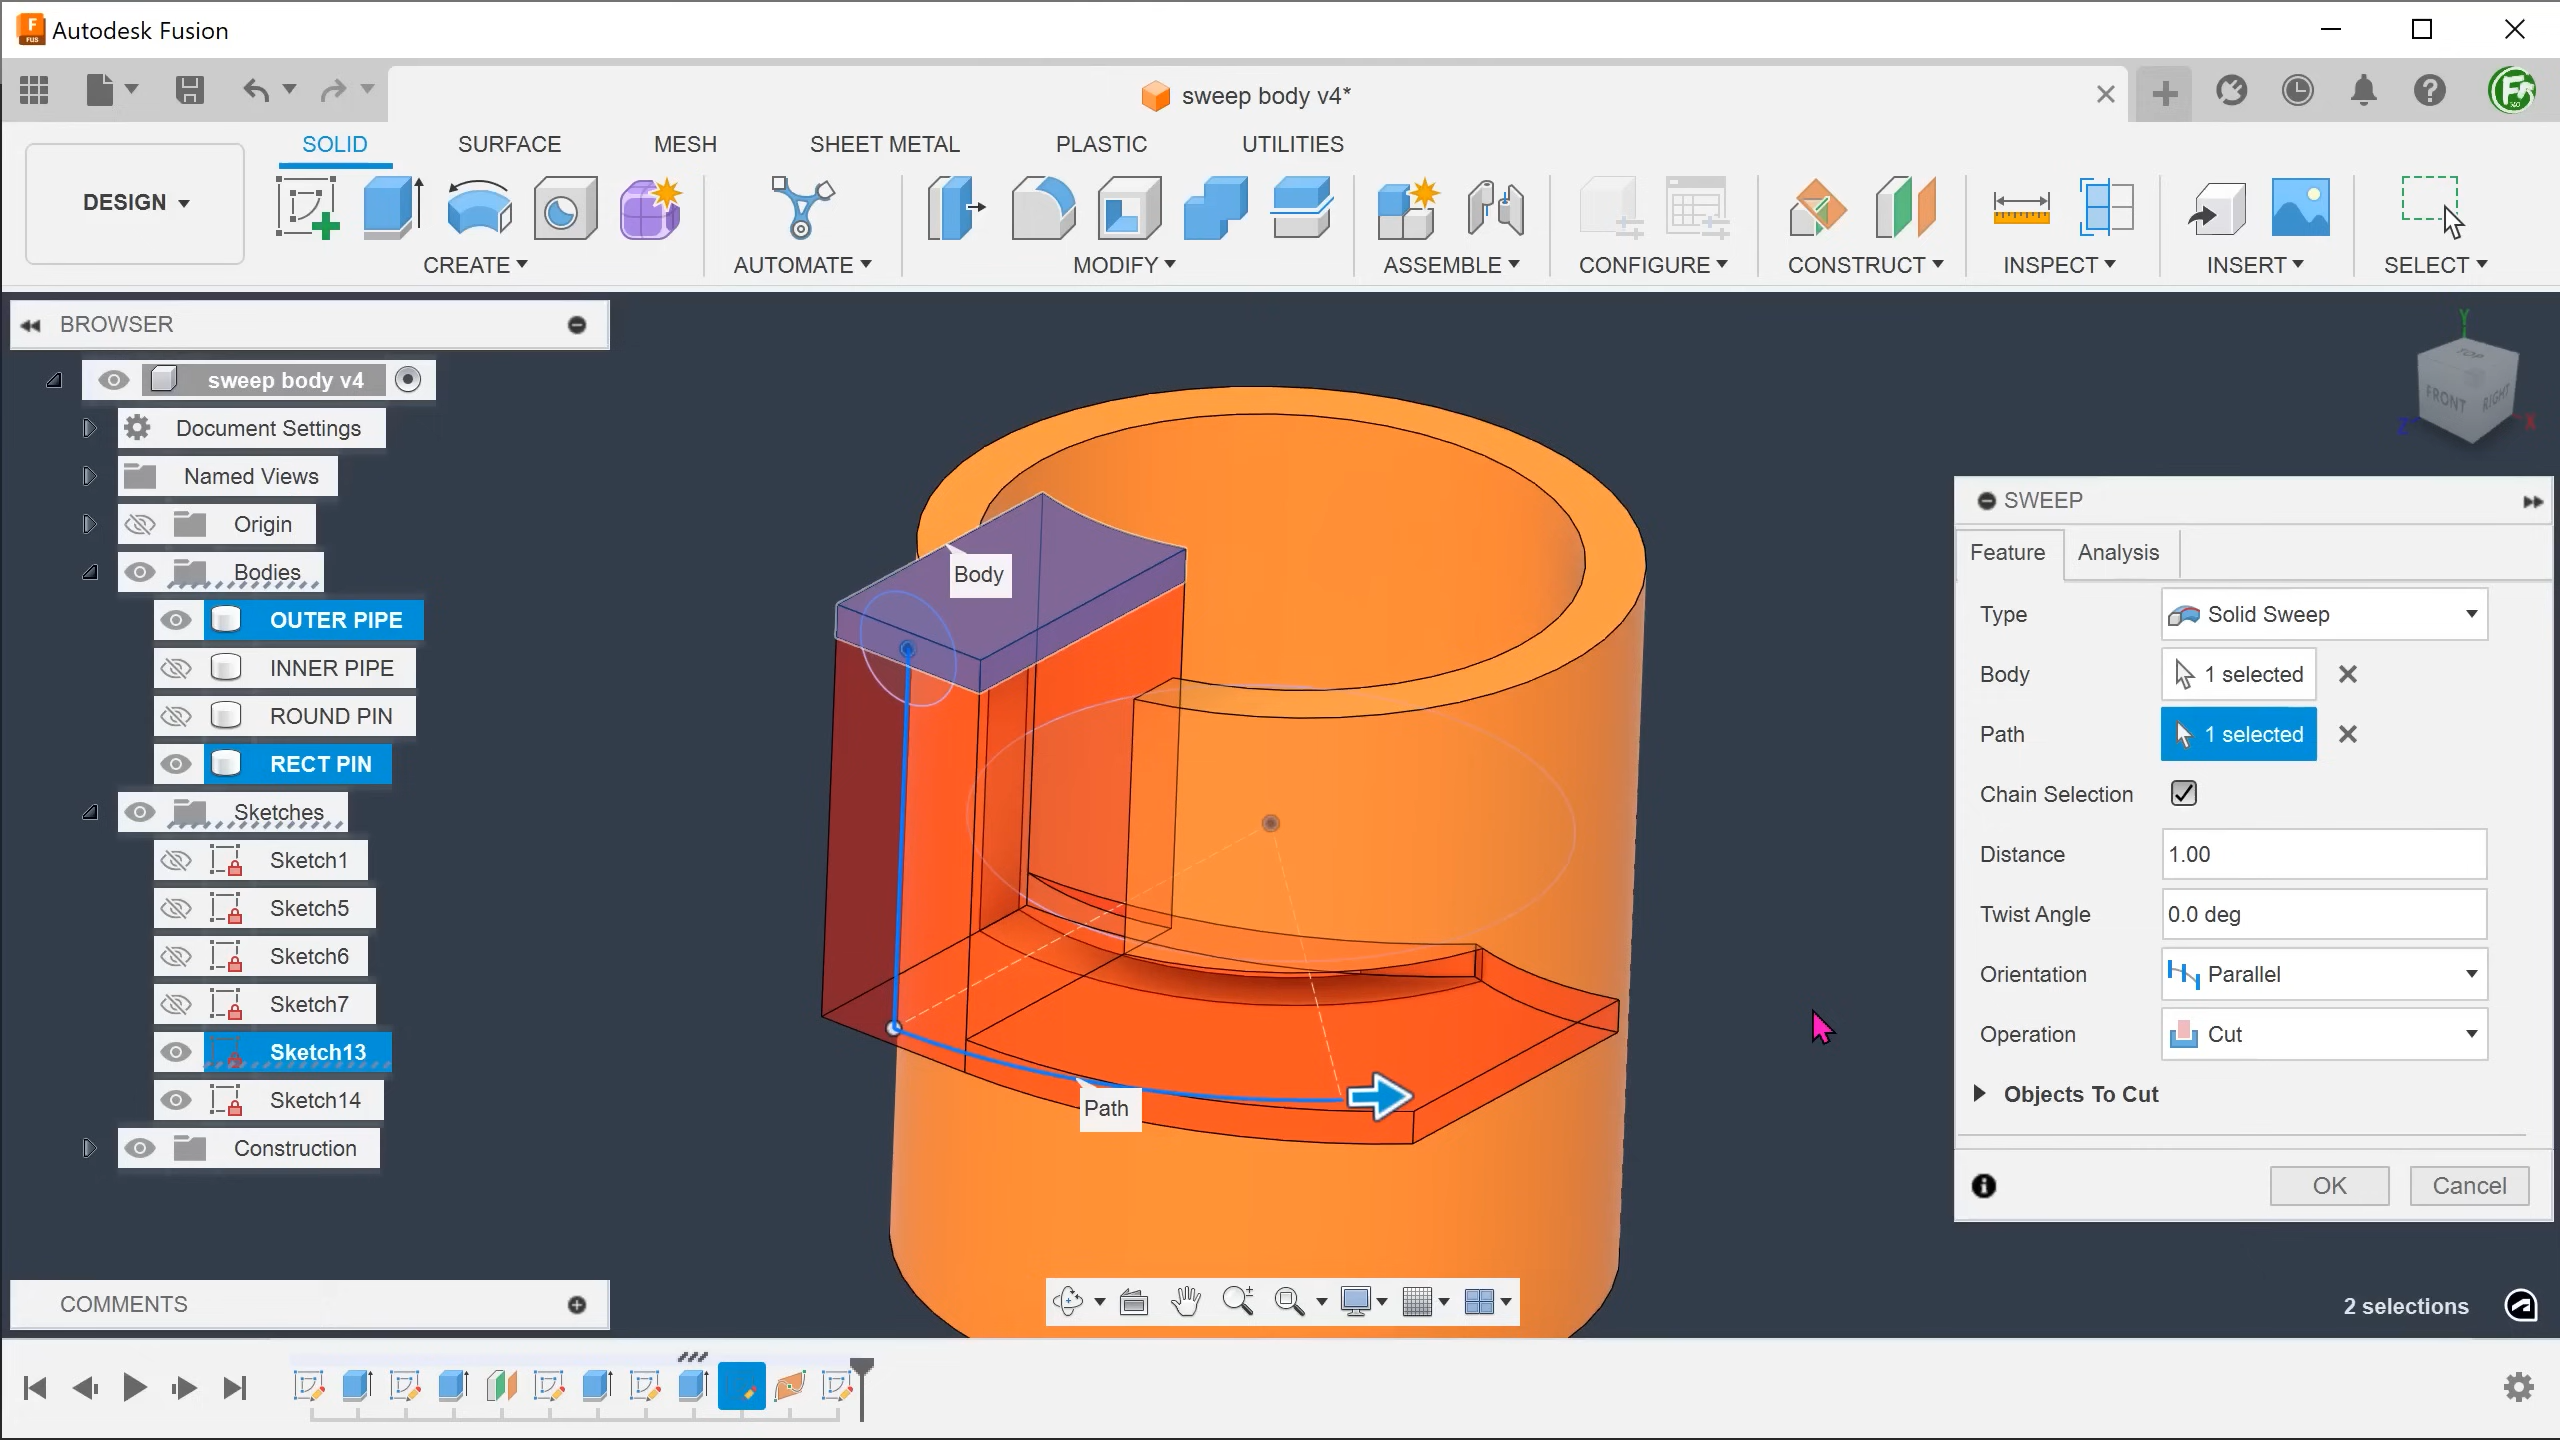 Autodesk Fusion
sweep body v4*
SOLID SURFACE MESH SHEET METAL PLASTIC UTILITIES
DESIGN
CREATE AUTOMATE MODIFY ASSEMBLE CONFIGURE CONSTRUCT INSPECT INSERT SELECT
BROWSER
sweep body v4
Document Settings
Named Views
Origin
Bodies
OUTER PIPE
INNER PIPE
ROUND PIN
RECT PIN
Sketches
Sketch1
Sketch5
Sketch6
Sketch7
Sketch13
Sketch14
Construction
Body
Path
Y
TOP
FRONT
RIGHT
Z
X
SWEEP
Feature Analysis
Type Solid Sweep
Body 1 selected
Path 1 selected
Chain Selection
Distance 1.00
Twist Angle 0.0 deg
Orientation Parallel
Operation Cut
Objects To Cut
OK Cancel
COMMENTS
2 selections